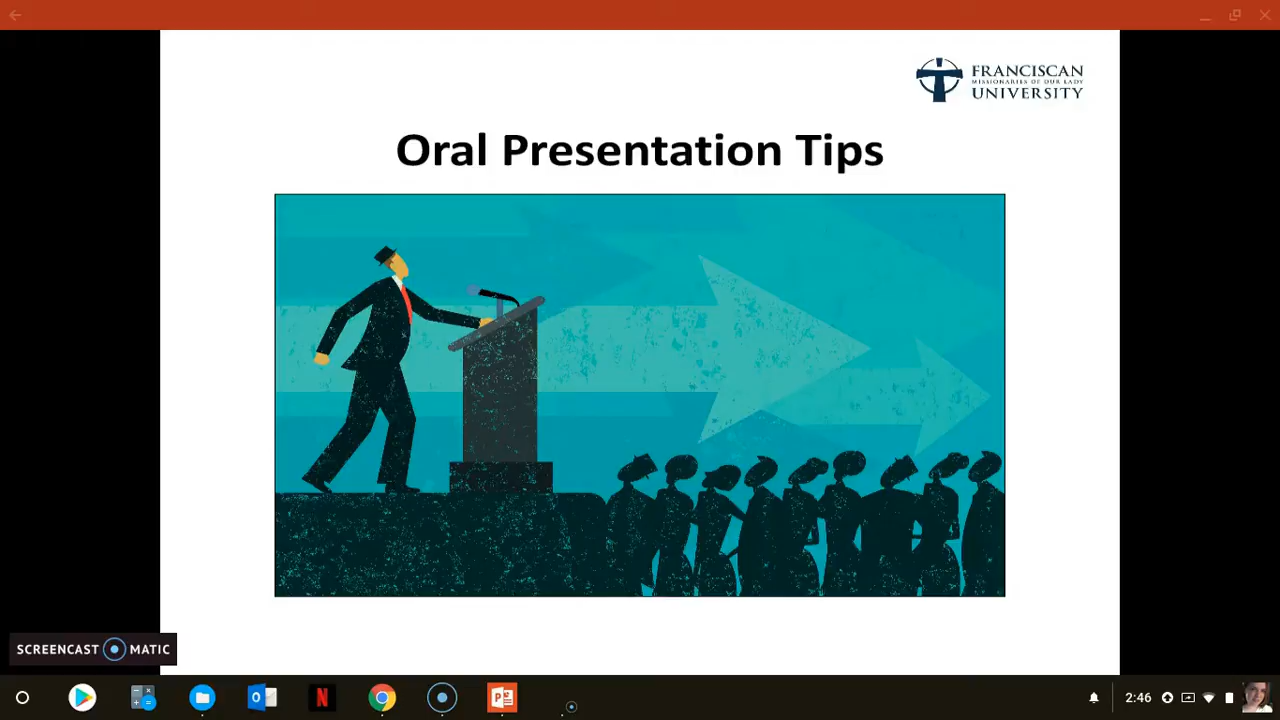 FRANCISCAN
MISSIONARIES OF OUR LADY
UNIVERSITY
Oral Presentation Tips
SCREENCAST MATIC
2:46